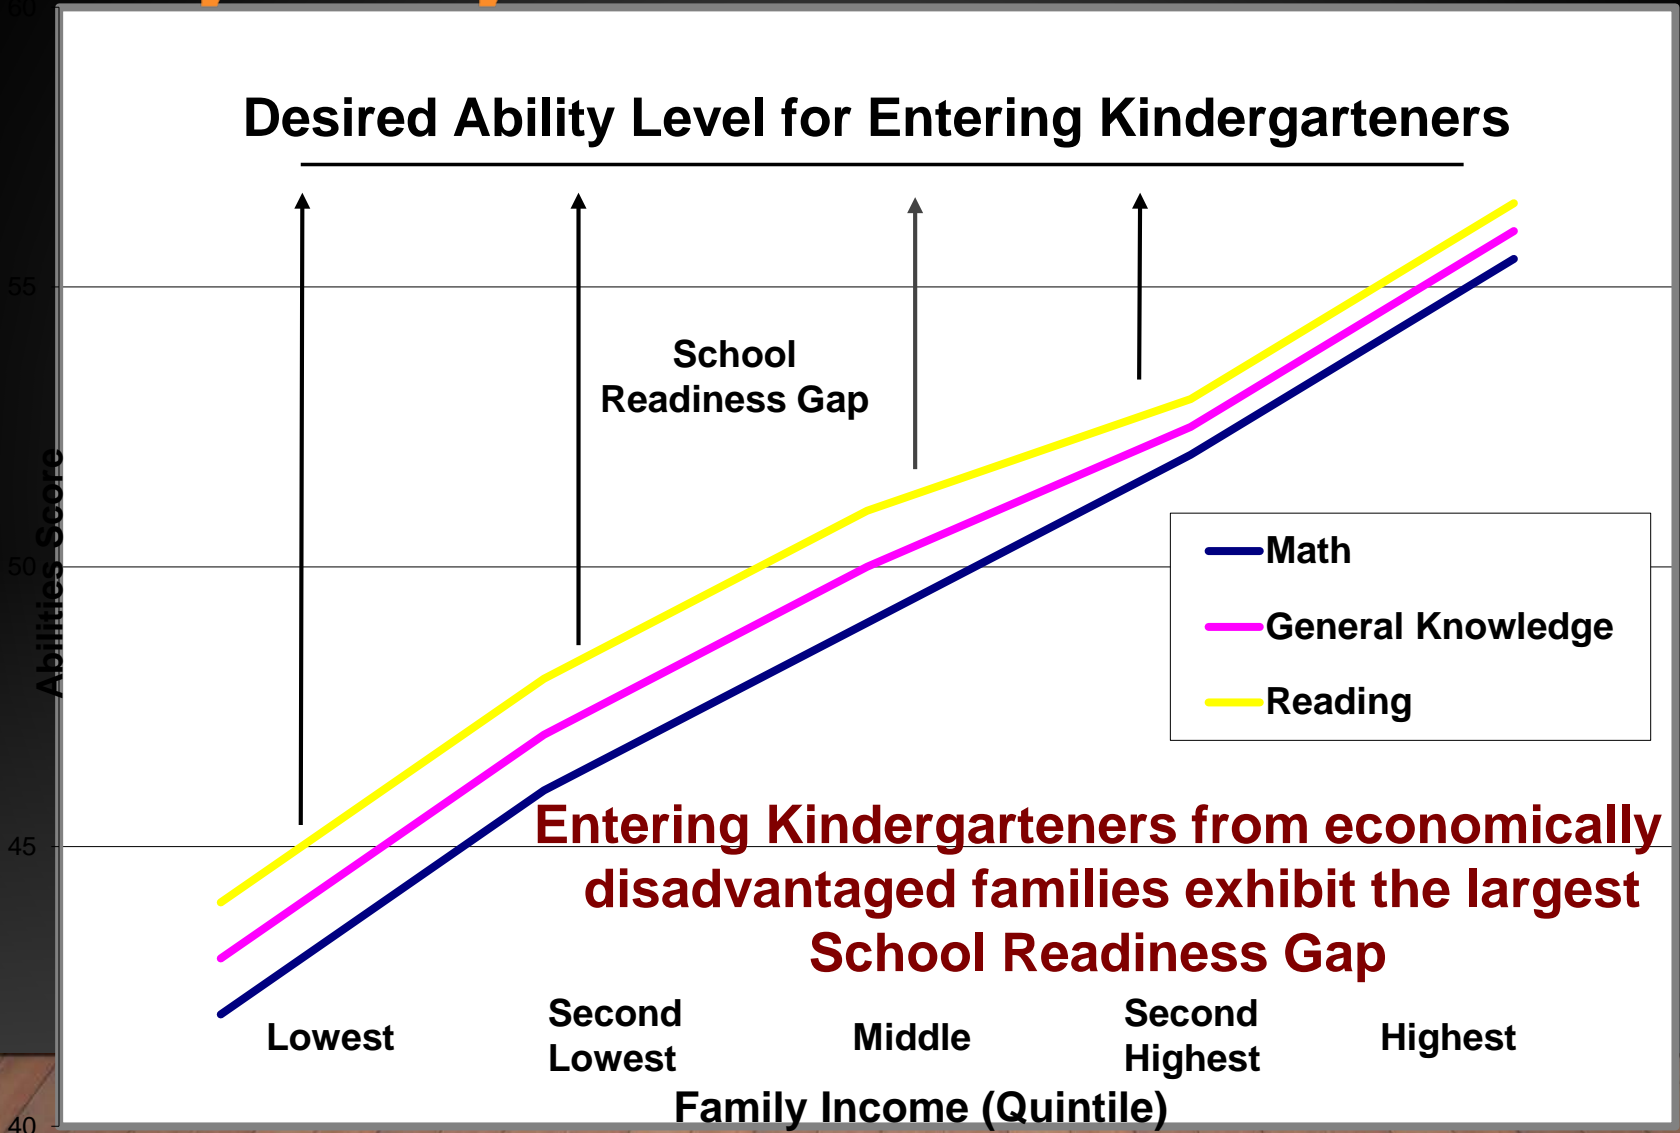 60
Desired Ability Level for Entering Kindergarteners
55
School
Readiness Gap
Abilities Score
50
Math
General Knowledge
Reading
45
Entering Kindergarteners from economically
disadvantaged families exhibit the largest
School Readiness Gap
Lowest
Second
Lowest
Middle
Second
Highest
Highest
Family Income (Quintile)
40